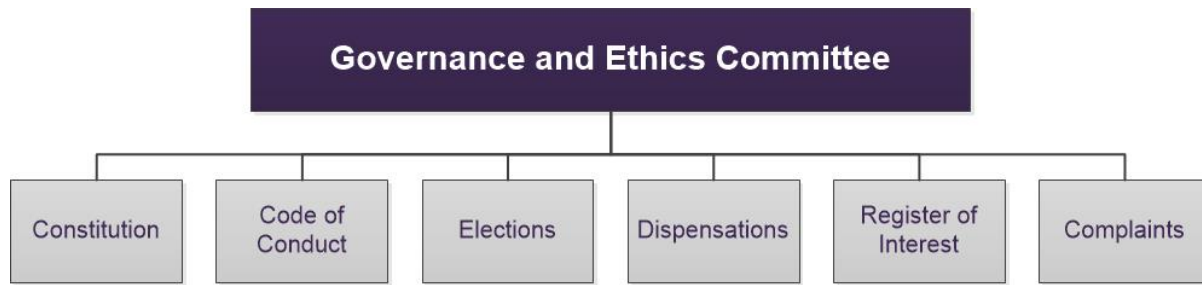 Governance and Ethics Committee
Constitution
Code of
Conduct
Elections
Dispensations
Register of
Interest
Complaints